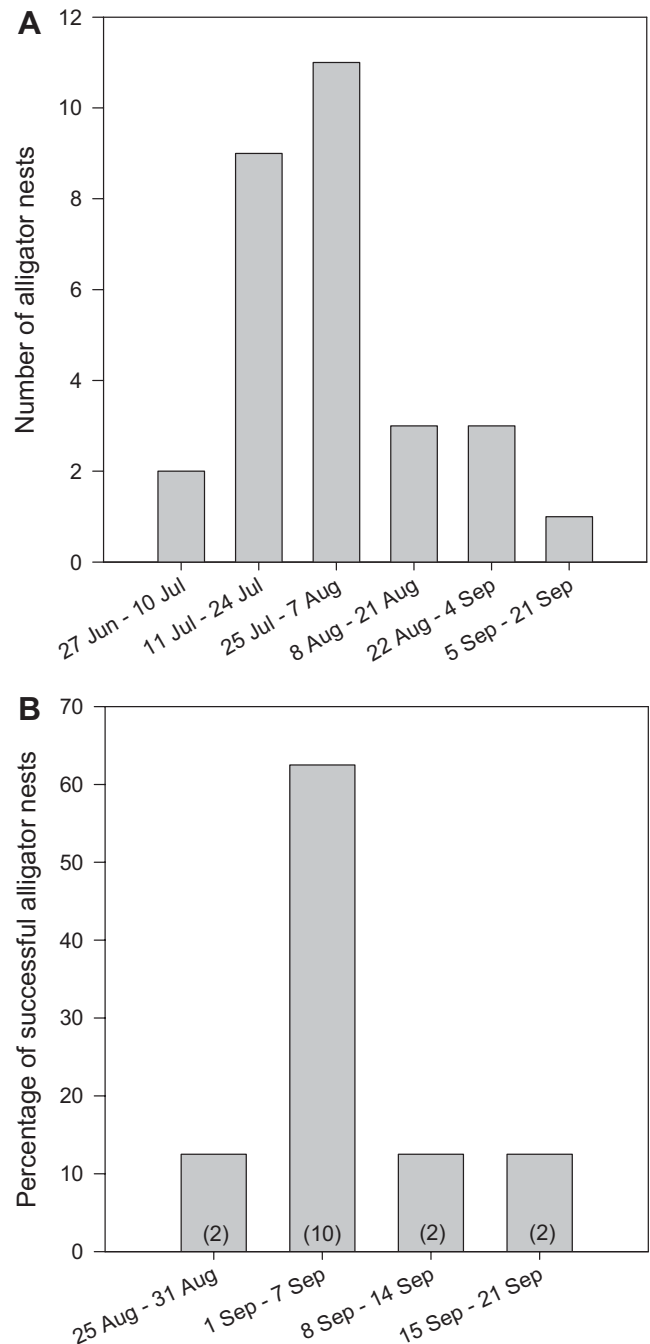 A
Number of alligator nests
12
10
8
6
4
2
0
27 Jun - 10 Jul
11 Jul - 24 Jul
25 Jul - 7 Aug
8 Aug - 21 Aug
22 Aug - 4 Sep
5 Sep - 21 Sep
B
Percentage of successful alligator nests
70
60
50
40
30
20
10
0
(2)
(10)
(2)
(2)
25 Aug - 31 Aug
1 Sep - 7 Sep
8 Sep - 14 Sep
15 Sep - 21 Sep